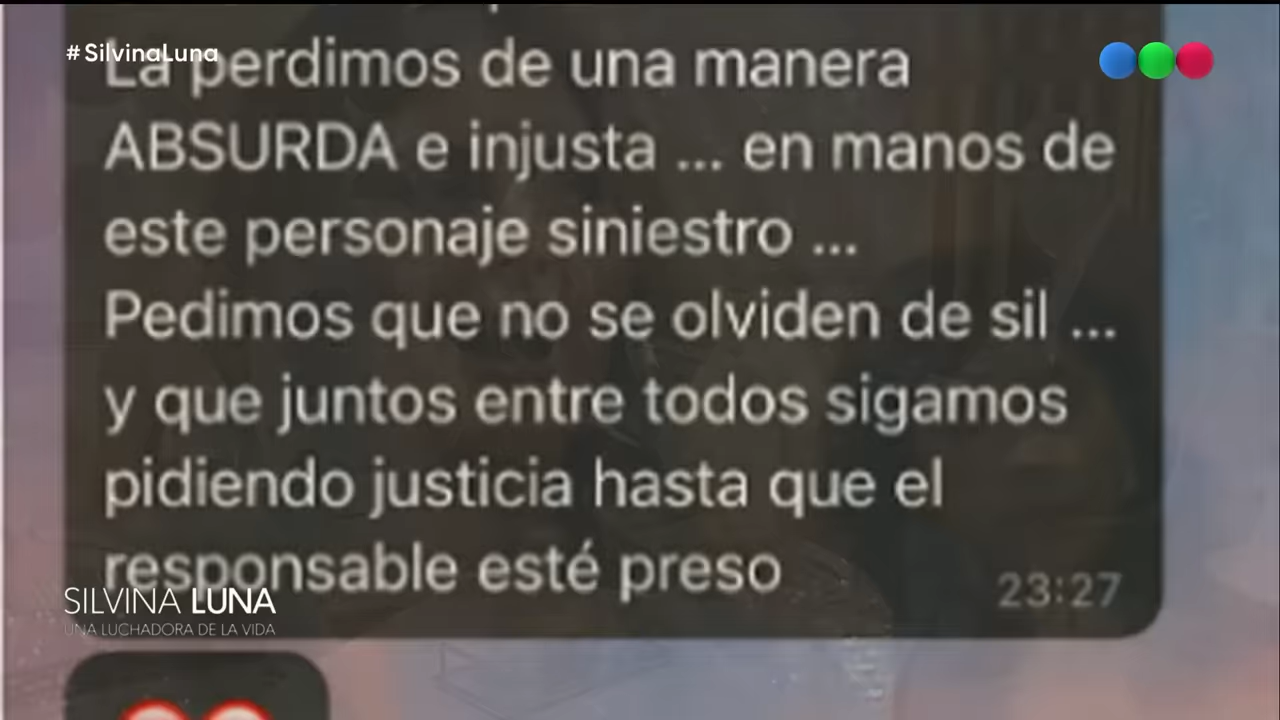 #SilvinaLuna
La perdimos de una manera
ABSURDA e injusta ... en manos de
este personaje siniestro ...
Pedimos que no se olviden de sil ...
y que juntos entre todos sigamos
pidiendo justicia hasta que el
responsable esté preso
23:27
SILVINA LUNA
UNA LUCHADORA DE LA VIDA